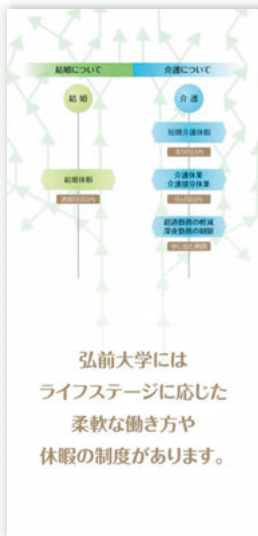 結婚について
介護について
結婚
介護
短期介護休暇
結婚休暇
介護休業
介護部分休業
超過勤務の軽減
深夜勤務の制限
弘前大学には
ライフステージに応じた
柔軟な働き方や
休暇の制度があります。